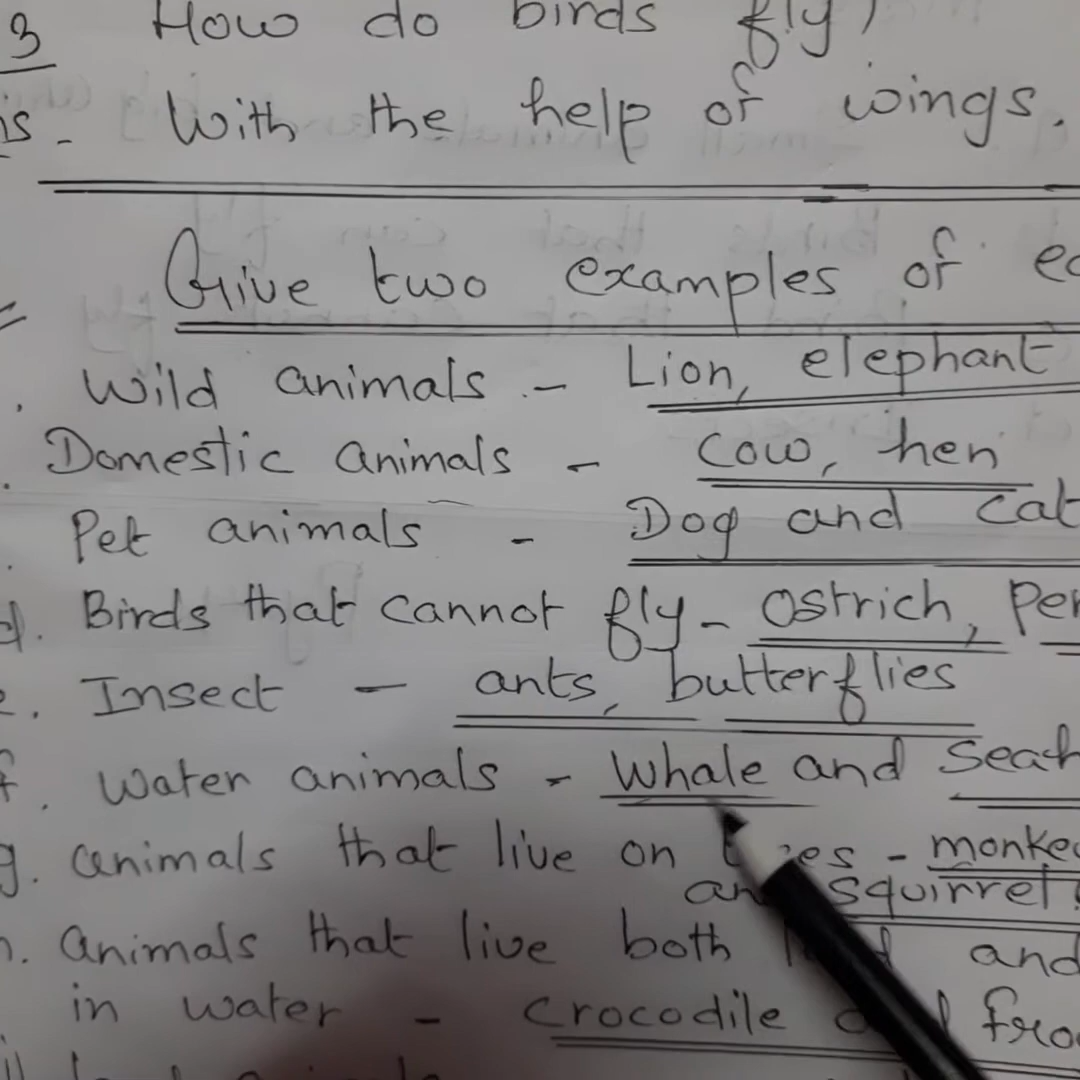 3 How do birds fly?
is. With the help of wings.
Give two examples of
Wild animals - Lion, elephant
Domestic animals - Cow, hen
Pet animals - Dog and cat
d. Birds that cannot fly - Ostrich,
e. Insect - ants, butterflies
f. Water animals - Whale and
g. animals that live on - monkey
squirrel
h. animals that live both and
in water - Crocodile